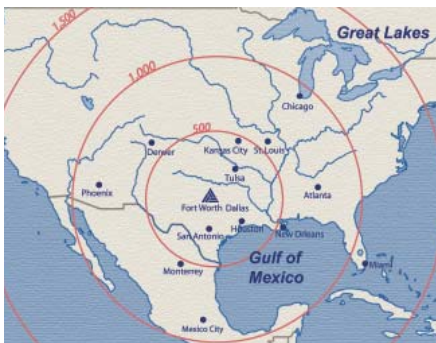 1,500
Great Lakes
1,000
Chicago
500
Denver
Kansas City
St. Louis
Tulsa
Phoenix
Atlanta
Fort Worth Dallas
San Antonio
Houston
New Orleans
Monterrey
Gulf of
Mexico
Miami
Mexico City